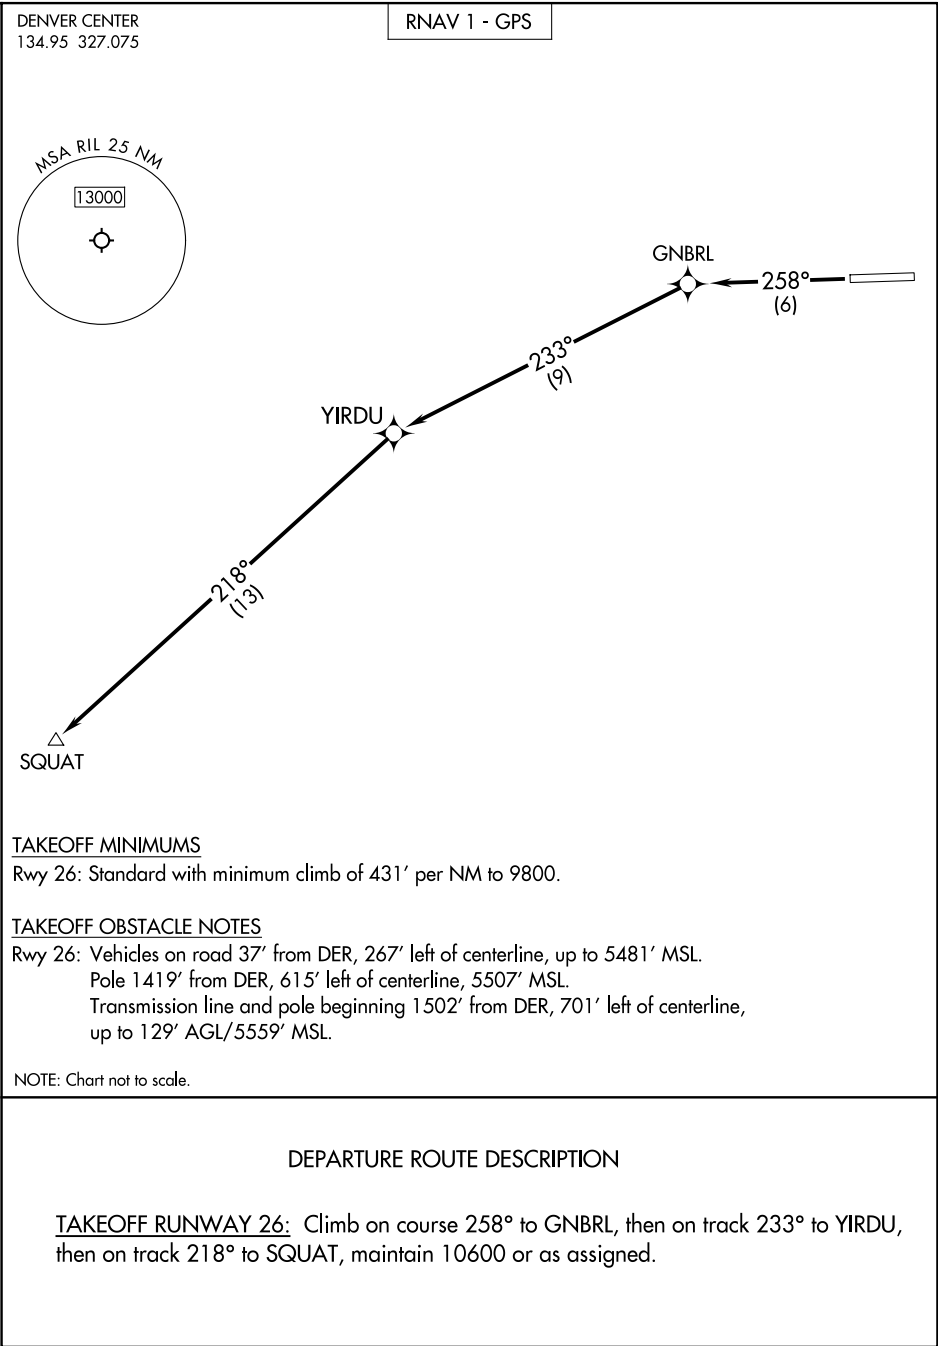 DENVER CENTER
134.95 327.075
RNAV 1 - GPS
MSA RIL 25 NM
13000
GNBRL
258°
(6)
233°
(9)
YIRDU
218°
(13)
SQUAT
TAKEOFF MINIMUMS
Rwy 26: Standard with minimum climb of 431' per NM to 9800.
TAKEOFF OBSTACLE NOTES
Rwy 26: Vehicles on road 37' from DER, 267' left of centerline, up to 5481' MSL.
Pole 1419' from DER, 615' left of centerline, 5507' MSL.
Transmission line and pole beginning 1502' from DER, 701' left of centerline,
up to 129' AGL/5559' MSL.
NOTE: Chart not to scale.
DEPARTURE ROUTE DESCRIPTION
TAKEOFF RUNWAY 26: Climb on course 258° to GNBRL, then on track 233° to YIRDU,
then on track 218° to SQUAT, maintain 10600 or as assigned.